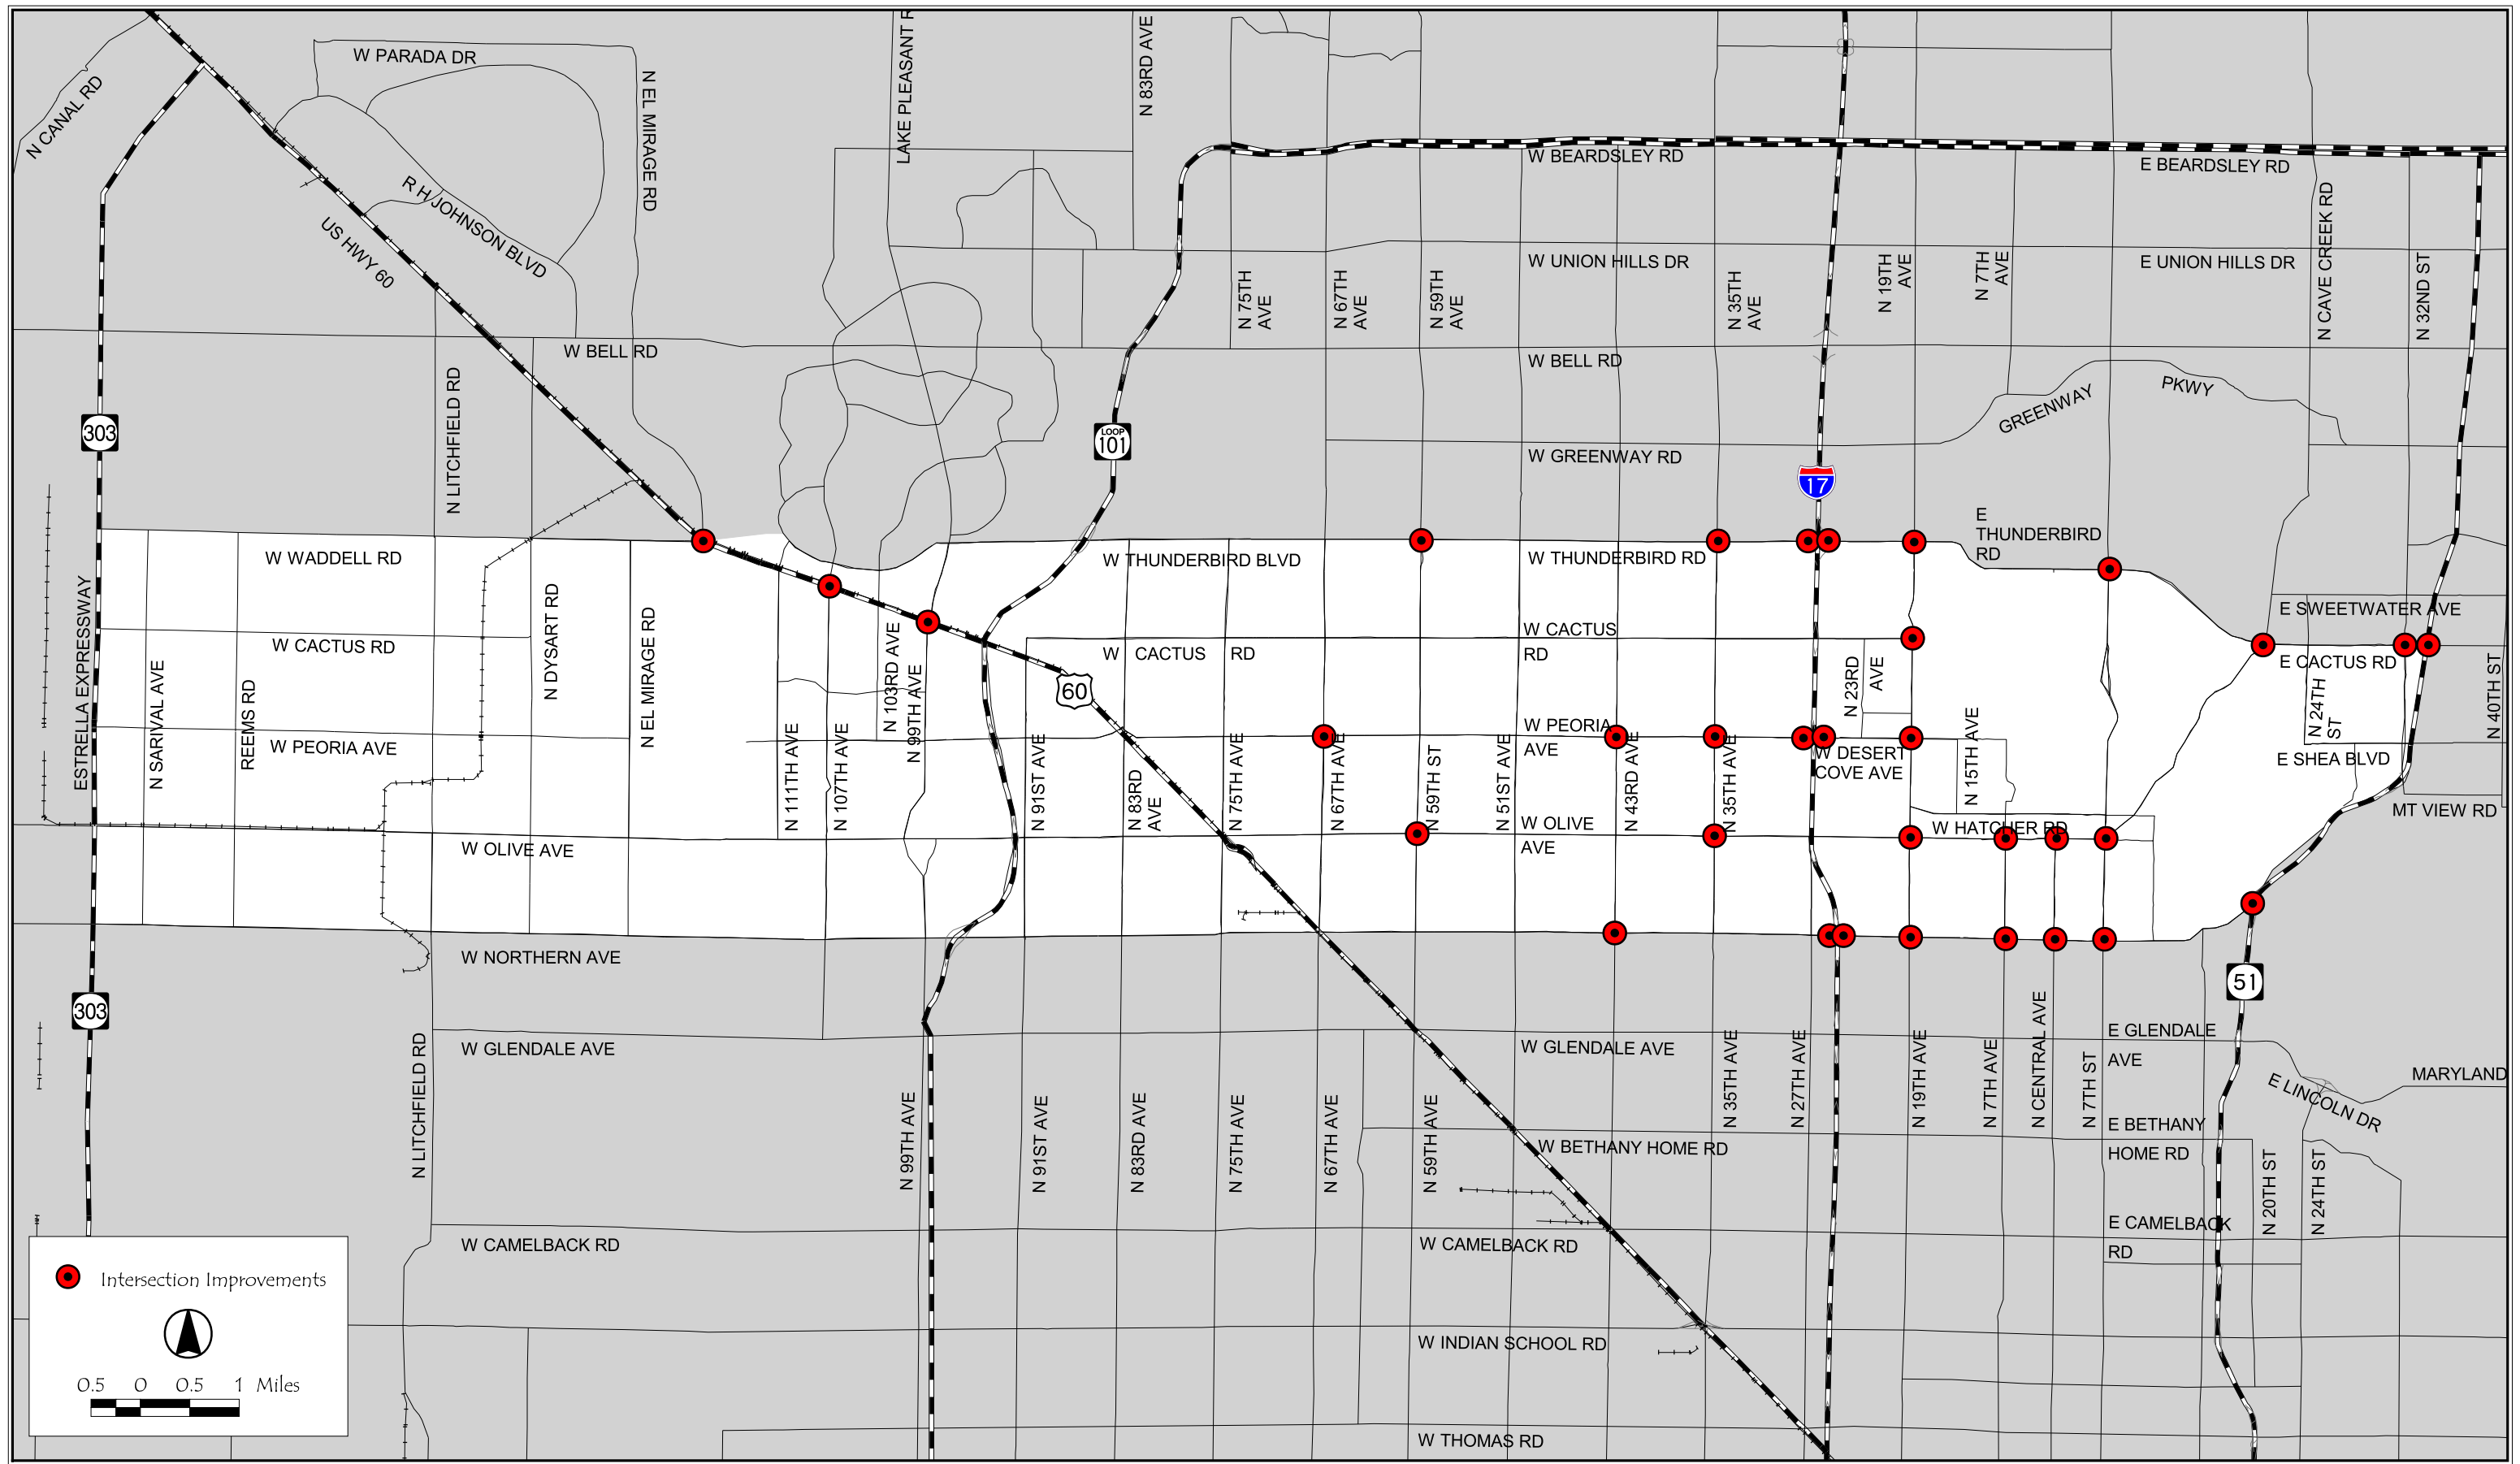 W PARADA DR
N CANAL RD
N EL MIRAGE RD
LAKE PLEASANT
N 83RD AVE
R H JOHNSON BLVD
US HWY 60
W BEARDSLEY RD
E BEARDSLEY RD
W UNION HILLS DR
E UNION HILLS DR
N 75TH
AVE
N 67TH
AVE
N 59TH
AVE
N 35TH
AVE
N 19TH
AVE
N 7TH
AVE
N CAVE CREEK RD
N 32ND ST
W BELL RD
W BELL RD
GREENWAY
PKWY
303
N LITCHFIELD RD
LOOP
101
W GREENWAY RD
17
E
THUNDERBIRD
RD
W WADDELL RD
W THUNDERBIRD BLVD
W THUNDERBIRD RD
ESTRELLA EXPRESSWAY
N DYSART RD
N EL MIRAGE RD
E SWEETWATER AVE
W CACTUS RD
N 103RD AVE
W CACTUS RD
W CACTUS
RD
E CACTUS RD
N SARIVAL AVE
REEMS RD
N 99TH AVE
60
N 23RD
AVE
N 24TH
ST
N 40TH ST
W PEORIA AVE
W PEORIA
AVE
W DESERT
COVE AVE
N 15TH AVE
E SHEA BLVD
N 111TH AVE
N 107TH AVE
N 91ST AVE
N 83RD
AVE
N 75TH AVE
N 67TH AVE
N 59TH ST
N 51ST AVE
N 43RD AVE
N 35TH AVE
MT VIEW RD
W OLIVE AVE
W OLIVE
AVE
W HATCHER RD
W NORTHERN AVE
51
303
N LITCHFIELD RD
W GLENDALE AVE
W GLENDALE AVE
E GLENDALE
AVE
N 35TH AVE
N 27TH AVE
N 19TH AVE
N 7TH AVE
N CENTRAL AVE
N 7TH ST
MARYLAND
E LINCOLN DR
N 99TH AVE
N 91ST AVE
N 83RD AVE
N 75TH AVE
N 67TH AVE
N 59TH AVE
W BETHANY HOME RD
E BETHANY
HOME RD
N 20TH ST
N 24TH ST
W CAMELBACK RD
W CAMELBACK RD
E CAMELBACK
RD
Intersection Improvements
W INDIAN SCHOOL RD
0.5 0 0.5 1 Miles
W THOMAS RD